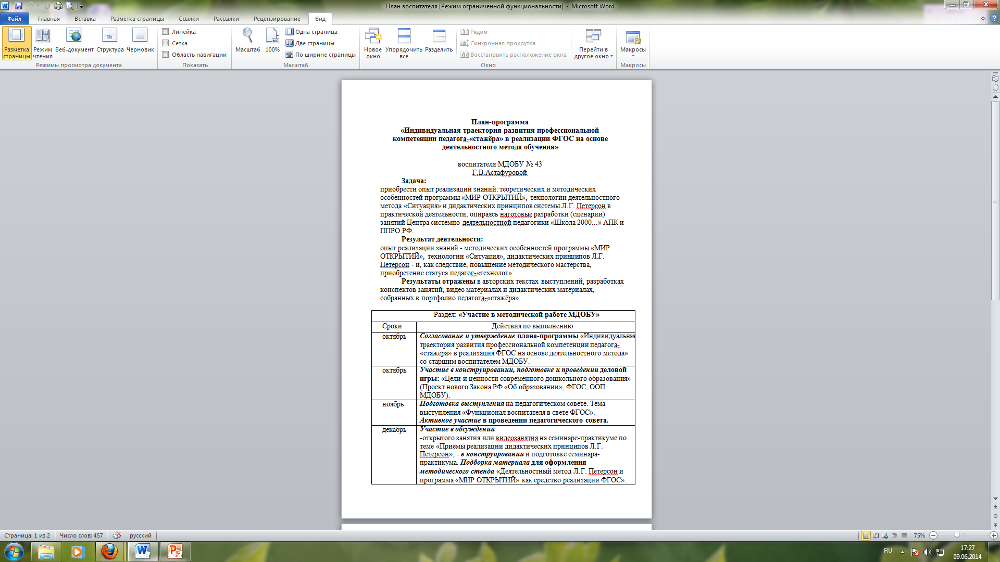 План воспитателя [Режим ограниченной функциональности] - Microsoft Word
Файл Главная Вставка Разметка страницы Ссылки Рассылки Рецензирование Вид
Разметка страницы
Режим чтения
Веб-документ
Структура
Черновик
Режимы просмотра документа
Линейка
Сетка
Область навигации
Показать
Масштаб
100%
Одна страница
Две страницы
По ширине страницы
Масштаб
Новое окно
Упорядочить все
Разделить
Рядом
Синхронная прокрутка
Восстановить расположение окна
Перейти в другое окно
Окно
Макросы
Макросы
План-программа
«Индивидуальная траектория развития профессиональной
компетенции педагога-«стажёра» в реализации ФГОС на основе
деятельностного метода обучения»
воспитателя МДОБУ № 43
Г.В.Астафуровой
Задача:
приобрести опыт реализации знаний: теоретических и методических
особенностей программы «МИР ОТКРЫТИЙ», технологии деятельностного
метода «Ситуация» и дидактических принципов системы Л.Г. Петерсон в
практической деятельности, опираясь наготовые разработки (сценарии)
занятий Центра системно-деятельностной педагогики «Школа 2000...» АПК и
ППРО РФ.
Результат деятельности:
опыт реализации знаний - методических особенностей программы «МИР
ОТКРЫТИЙ», технологии «Ситуация», дидактических принципов Л.Г.
Петерсон - и, как следствие, повышение методического мастерства,
приобретение статуса педагог-«технолог».
Результаты отражены в авторских текстах выступлений, разработках
конспектов занятий, видео материалах и дидактических материалах,
собранных в портфолио педагога-«стажёра».
Раздел: «Участие в методической работе МДОБУ»
Сроки Действия по выполнению
октябрь Согласование и утверждение плана-программы «Индивидуальная
траектория развития профессиональной компетенции педагога-
«стажёра» в реализация ФГОС на основе деятельностного метода»
со старшим воспитателем МДОБУ.
октябрь Участие в конструировании, подготовке и проведении деловой
игры: «Цели и ценности современного дошкольного образования»
(Проект нового Закона РФ «Об образовании», ФГОС, ООП
МДОБУ).
ноябрь Подготовка выступления на педагогическом совете. Тема
выступления «Функционал воспитателя в свете ФГОС».
Активное участие в проведении педагогического совета.
декабрь Участие в обсуждении
-открытого занятия или видеозанятия на семинаре-практикуме по
теме «Приёмы реализации дидактических принципов Л.Г.
Петерсон»; - в конструировании и подготовке семинара-
практикума. Подборка материала для оформления
методического стенда «Деятельностный метод Л.Г. Петерсон и
программа «МИР ОТКРЫТИЙ» как средство реализации ФГОС».
Страница: 1 из 2 Число слов: 457 русский 75%
RU 17:27
09.06.2014